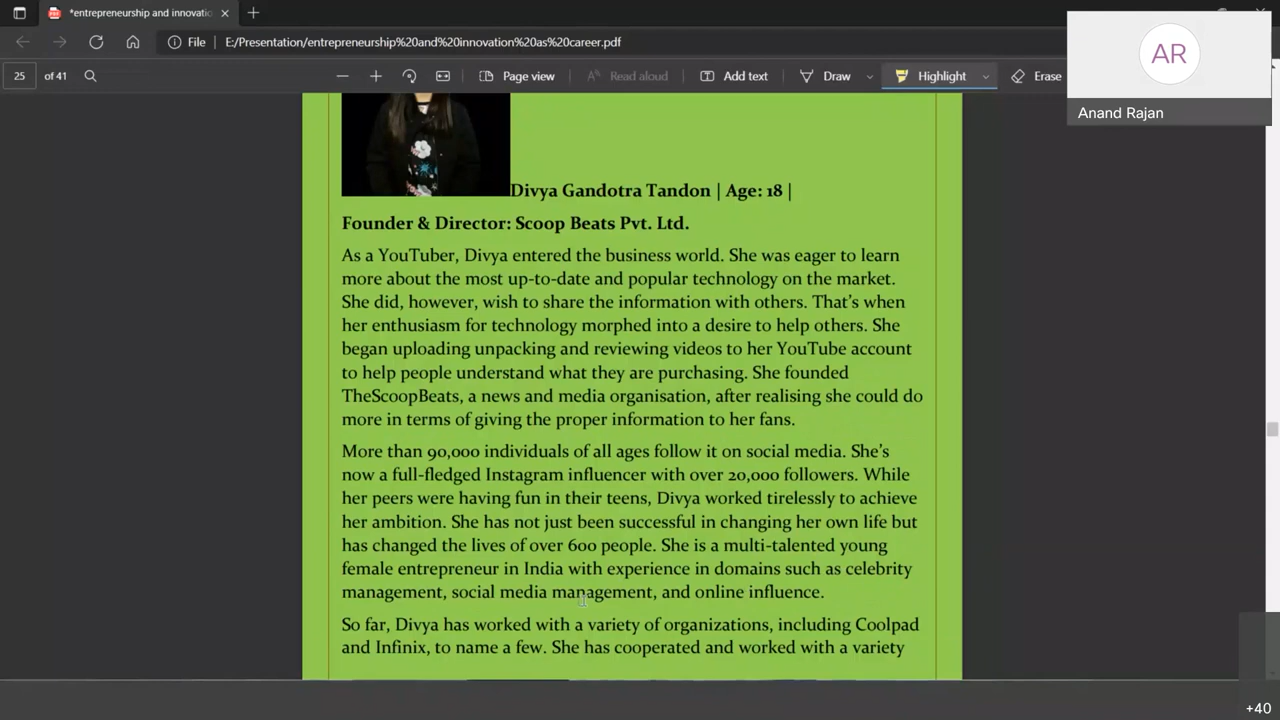 *entrepreneurship and innovatio
File
E:/Presentation/entrepreneurship%20and%20innovation%20as%20career.pdf
25 of 41
Page view
Read aloud
Add text
Draw
Highlight
Erase
AR
Anand Rajan
Divya Gandotra Tandon | Age: 18 |
Founder & Director: Scoop Beats Pvt. Ltd.
As a YouTuber, Divya entered the business world. She was eager to learn
more about the most up-to-date and popular technology on the market.
She did, however, wish to share the information with others. That's when
her enthusiasm for technology morphed into a desire to help others. She
began uploading unpacking and reviewing videos to her YouTube account
to help people understand what they are purchasing. She founded
TheScoopBeats, a news and media organisation, after realising she could do
more in terms of giving the proper information to her fans.
More than 90,000 individuals of all ages follow it on social media. She's
now a full-fledged Instagram influencer with over 20,000 followers. While
her peers were having fun in their teens, Divya worked tirelessly to achieve
her ambition. She has not just been successful in changing her own life but
has changed the lives of over 600 people. She is a multi-talented young
female entrepreneur in India with experience in domains such as celebrity
management, social media management, and online influence.
So far, Divya has worked with a variety of organizations, including Coolpad
and Infinix, to name a few. She has cooperated and worked with a variety
+40